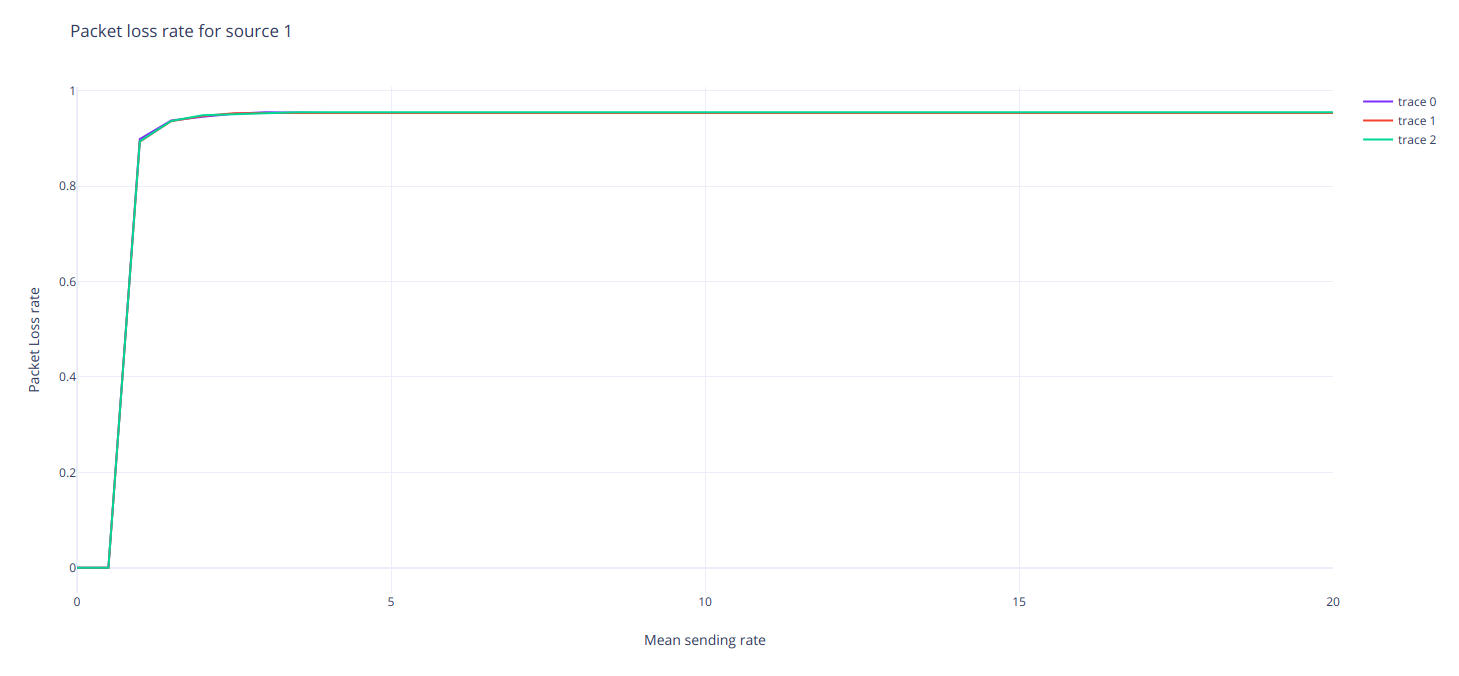 Packet loss rate for source 1
1
0.8
0.6
0.4
0.2
0
Packet Loss rate
0 5 10 15 20
Mean sending rate
trace 0
trace 1
trace 2